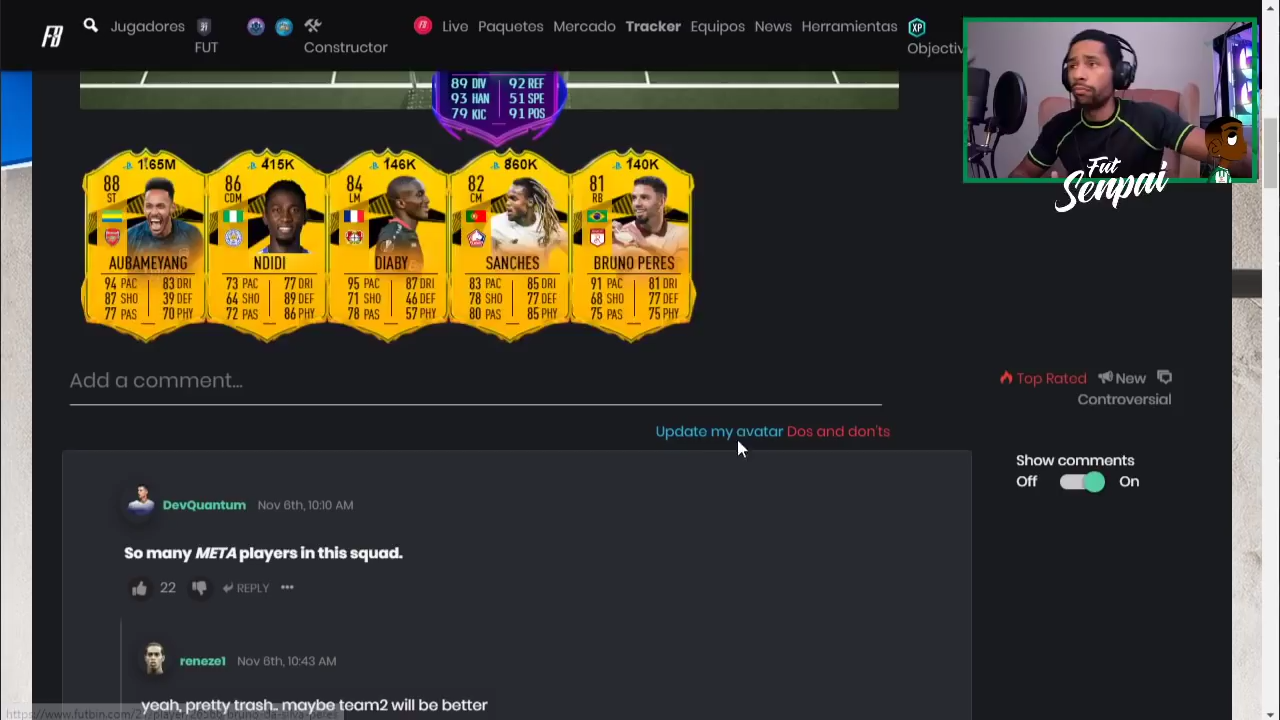 FB Jugadores FUT Constructor Live Paquetes Mercado Tracker Equipos News Herramientas XP
Objectiv
89 DIV 92 REF
93 HAN 51 SPE
79 KIC 91 POS
1.65M 415K 146K 860K 140K
88 ST 86 CDM 84 LM 82 CM 81 RB
AUBAMEYANG NDIDI DIABY SANCHES BRUNO PERES
94 PAC 83 DRI 73 PAC 77 DRI 95 PAC 87 DRI 83 PAC 85 DRI 91 PAC 81 DRI
87 SHO 39 DEF 64 SHO 89 DEF 71 SHO 46 DEF 78 SHO 77 DEF 68 SHO 77 DEF
77 PAS 70 PHY 72 PAS 86 PHY 78 PAS 57 PHY 80 PAS 85 PHY 75 PAS 75 PHY
Fut
Senpai
Add a comment...
Top Rated New
Controversial
Update my avatar Dos and don'ts
Show comments
Off On
DevQuantum Nov 6th, 10:10 AM
So many META players in this squad.
22 REPLY •••
reneze1 Nov 6th, 10:43 AM
yeah, pretty trash.. maybe team2 will be better